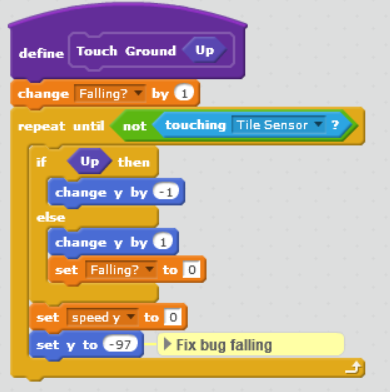 define Touch Ground Up
change Falling? by 1
repeat until not touching Tile Sensor ?
if Up then
change y by -1
else
change y by 1
set Falling? to 0
set speed y to 0
set y to -97 Fix bug falling